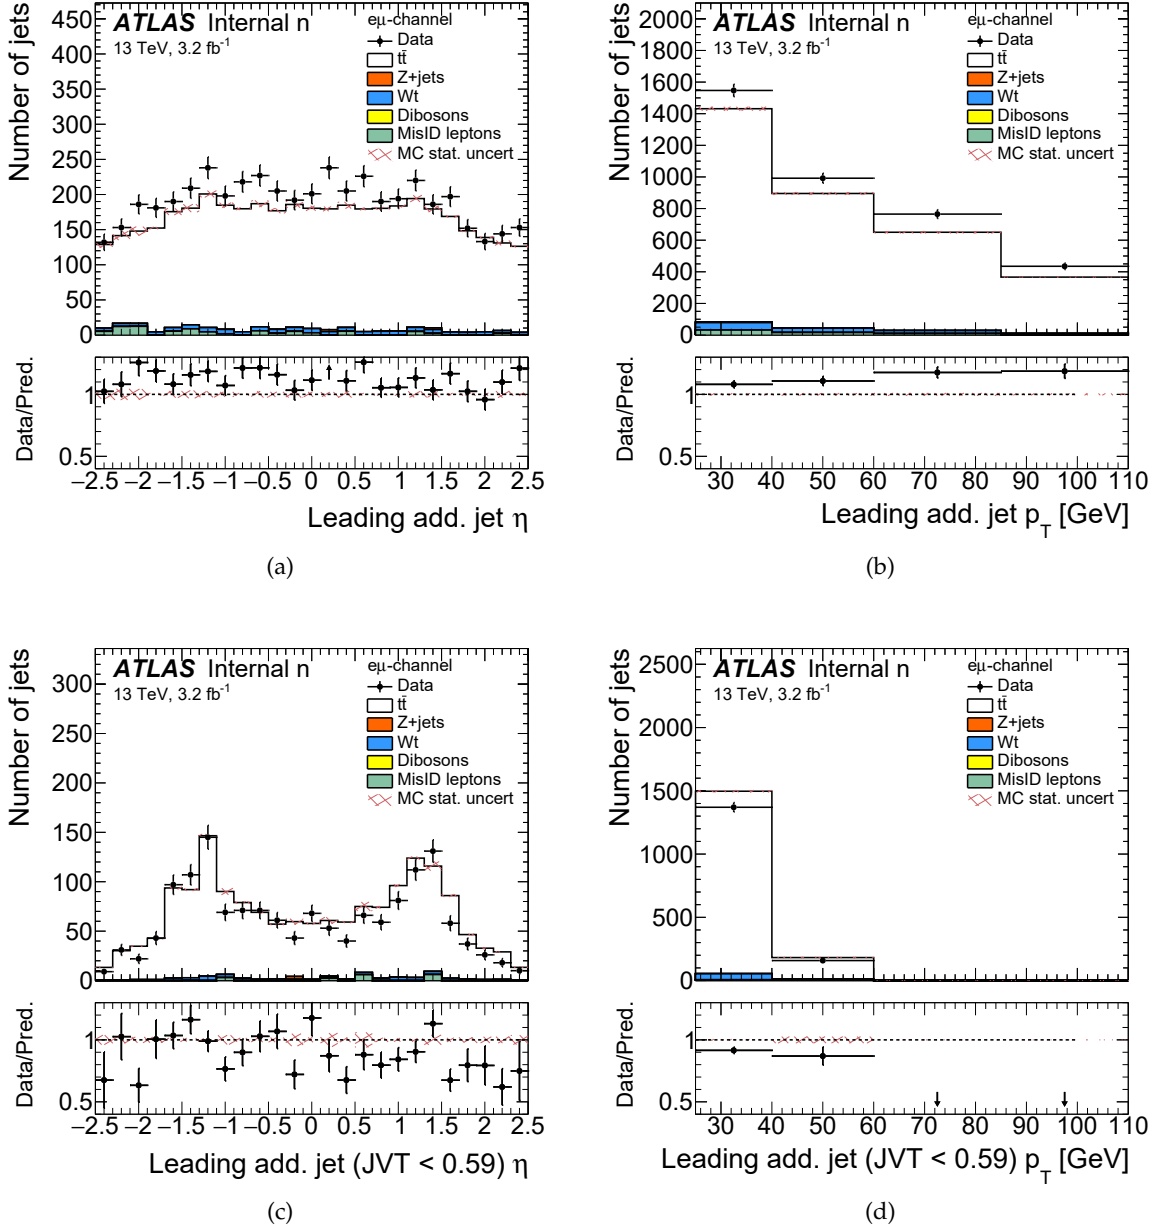 ATLAS Internal n
13 TeV, 3.2 fb⁻¹
eμ-channel
Data
tt̄
Z+jets
Wt
Dibosons
MisID leptons
MC stat. uncert
Number of jets
450
400
350
300
250
200
150
100
50
0
Data/Pred.
1
0.5
−2.5 −2 −1.5 −1 −0.5 0 0.5 1 1.5 2 2.5
Leading add. jet η
(a)
ATLAS Internal n
13 TeV, 3.2 fb⁻¹
eμ-channel
Data
tt̄
Z+jets
Wt
Dibosons
MisID leptons
MC stat. uncert
Number of jets
2000
1800
1600
1400
1200
1000
800
600
400
200
0
Data/Pred.
1
0.5
30 40 50 60 70 80 90 100 110
Leading add. jet p_T [GeV]
(b)
ATLAS Internal n
13 TeV, 3.2 fb⁻¹
eμ-channel
Data
tt̄
Z+jets
Wt
Dibosons
MisID leptons
MC stat. uncert
Number of jets
300
250
200
150
100
50
0
Data/Pred.
1
0.5
−2.5 −2 −1.5 −1 −0.5 0 0.5 1 1.5 2 2.5
Leading add. jet (JVT < 0.59) η
(c)
ATLAS Internal n
13 TeV, 3.2 fb⁻¹
eμ-channel
Data
tt̄
Z+jets
Wt
Dibosons
MisID leptons
MC stat. uncert
Number of jets
2500
2000
1500
1000
500
0
Data/Pred.
1
0.5
30 40 50 60 70 80 90 100 110
Leading add. jet (JVT < 0.59) p_T [GeV]
(d)